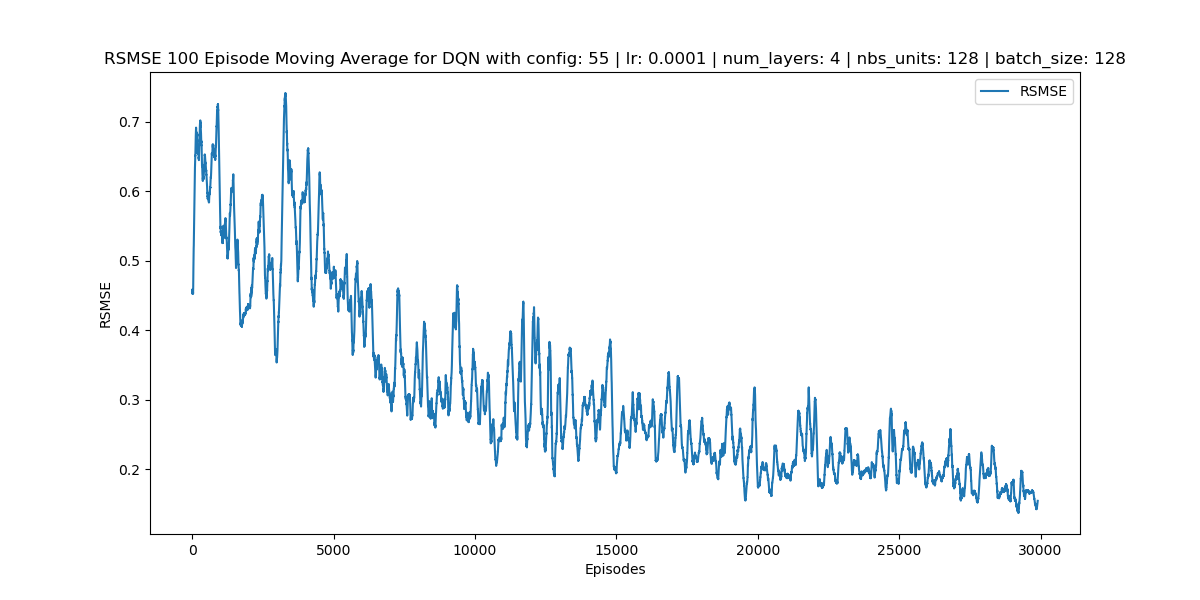 RSMSE 100 Episode Moving Average for DQN with config: 55 | lr: 0.0001 | num_layers: 4 | nbs_units: 128 | batch_size: 128
RSMSE
0.7
0.6
0.5
0.4
0.3
0.2
RSMSE
0 5000 10000 15000 20000 25000 30000
Episodes